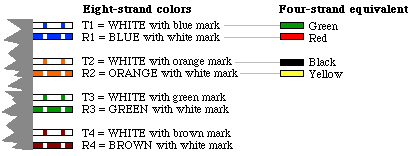 Eight-strand colors Four-strand equivalent
T1 = WHITE with blue mark Green
R1 = BLUE with white mark Red
T2 = WHITE with orange mark Black
R2 = ORANGE with white mark Yellow
T3 = WHITE with green mark
R3 = GREEN with white mark
T4 = WHITE with brown mark
R4 = BROWN with white mark